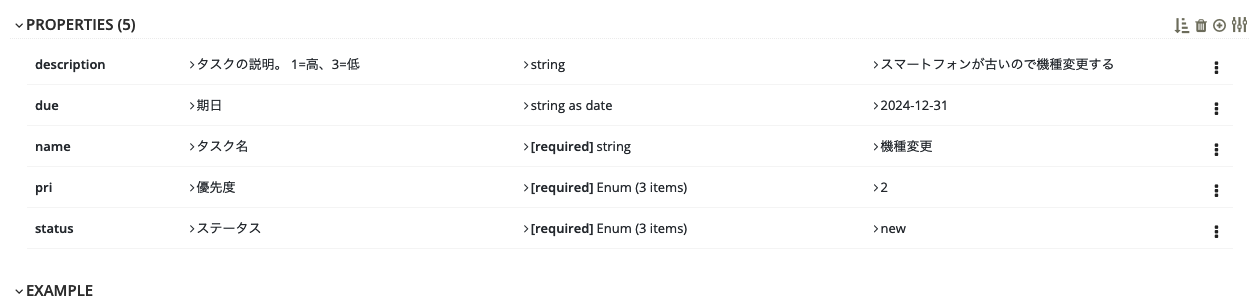 PROPERTIES (5)
description タスクの説明。 1=高、3=低 string スマートフォンが古いので機種変更する
due 期日 string as date 2024-12-31
name タスク名 [required] string 機種変更
pri 優先度 [required] Enum (3 items) 2
status ステータス [required] Enum (3 items) new
EXAMPLE